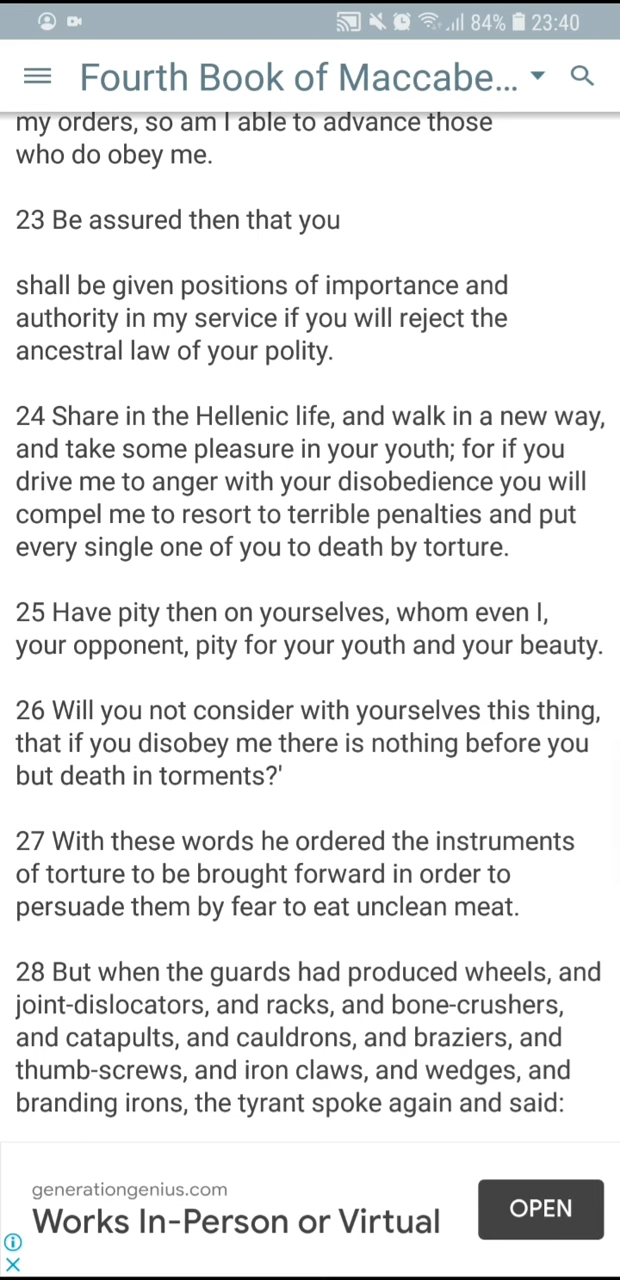 84% 23:40
Fourth Book of Maccabe...
my orders, so am I able to advance those
who do obey me.
23 Be assured then that you
shall be given positions of importance and
authority in my service if you will reject the
ancestral law of your polity.
24 Share in the Hellenic life, and walk in a new way,
and take some pleasure in your youth; for if you
drive me to anger with your disobedience you will
compel me to resort to terrible penalties and put
every single one of you to death by torture.
25 Have pity then on yourselves, whom even I,
your opponent, pity for your youth and your beauty.
26 Will you not consider with yourselves this thing,
that if you disobey me there is nothing before you
but death in torments?'
27 With these words he ordered the instruments
of torture to be brought forward in order to
persuade them by fear to eat unclean meat.
28 But when the guards had produced wheels, and
joint-dislocators, and racks, and bone-crushers,
and catapults, and cauldrons, and braziers, and
thumb-screws, and iron claws, and wedges, and
branding irons, the tyrant spoke again and said:
generationgenius.com
Works In-Person or Virtual
OPEN